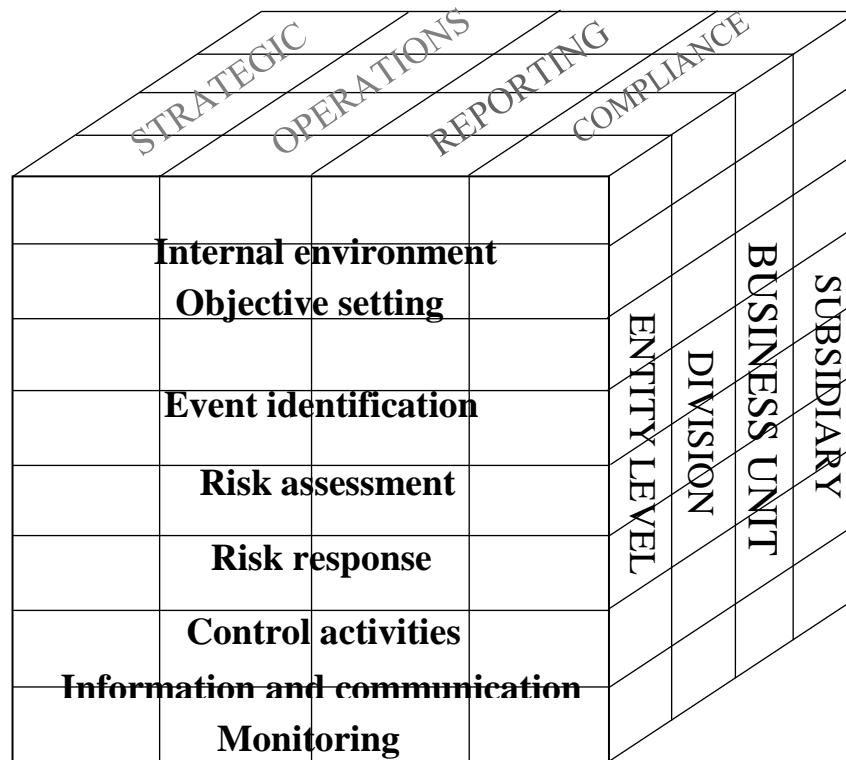 STRATEGIC
OPERATIONS
REPORTING
COMPLIANCE
Internal environment
Objective setting
Event identification
Risk assessment
Risk response
Control activities
Information and communication
Monitoring
ENTITY LEVEL
DIVISION
BUSINESS UNIT
SUBSIDIARY